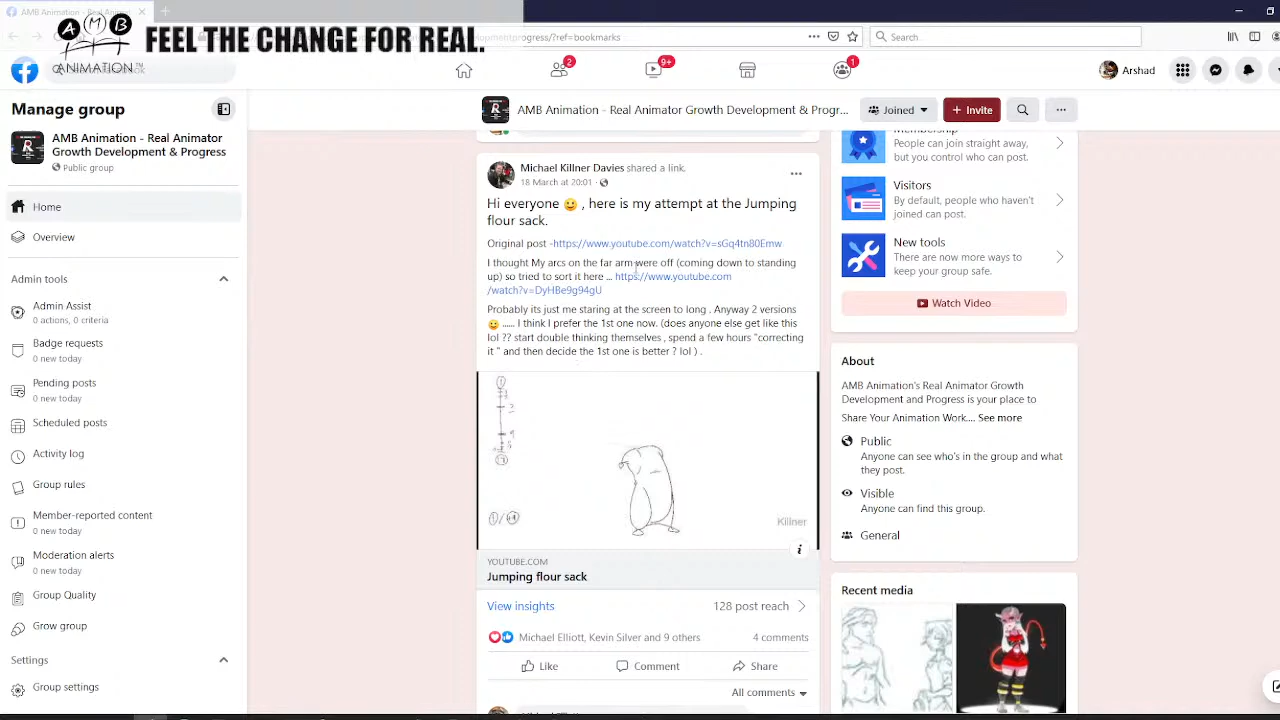 AMB Animation - Real Animat
AMB
ANIMATION™
FEEL THE CHANGE FOR REAL.
/?ref=bookmarks
Search
2
9+
1
Arshad
Manage group
AMB Animation - Real Animator
Growth Development & Progress
Public group
Home
Overview
Admin tools
Admin Assist
0 actions, 0 criteria
Badge requests
0 new today
Pending posts
0 new today
Scheduled posts
Activity log
Group rules
Member-reported content
0 new today
Moderation alerts
0 new today
Group Quality
Grow group
Settings
Group settings
AMB Animation - Real Animator Growth Development & Progr...
Joined
+ Invite
Michael Killner Davies shared a link.
18 March at 20:01 ·
Hi everyone 🙂 , here is my attempt at the Jumping
flour sack.
Original post -https://www.youtube.com/watch?v=sGq4tn80Emw
I thought My arcs on the far arm were off (coming down to standing
up) so tried to sort it here ... https://www.youtube.com
/watch?v=DyHBe9g94gU
Probably its just me staring at the screen to long . Anyway 2 versions
🙂 ...... I think I prefer the 1st one now. (does anyone else get like this
lol ?? start double thinking themselves , spend a few hours "correcting
it " and then decide the 1st one is better ? lol ) .
Killner
YOUTUBE.COM
Jumping flour sack
View insights
128 post reach
Michael Elliott, Kevin Silver and 9 others
4 comments
Like
Comment
Share
All comments
Membership
People can join straight away,
but you control who can post.
Visitors
By default, people who haven't
joined can post.
New tools
There are now more ways to
keep your group safe.
Watch Video
About
AMB Animation's Real Animator Growth
Development and Progress is your place to
Share Your Animation Work.... See more
Public
Anyone can see who's in the group and what
they post.
Visible
Anyone can find this group.
General
Recent media